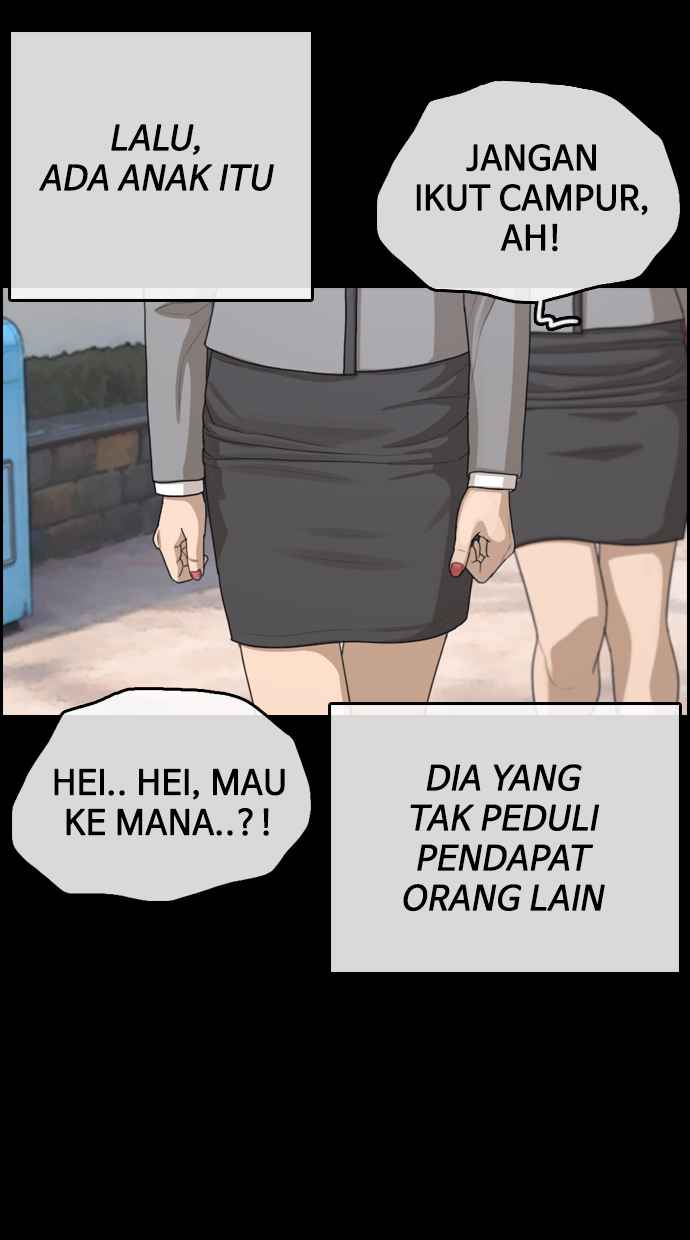 LALU,
ADA ANAK ITU
JANGAN
IKUT CAMPUR,
AH!
HEI.. HEI, MAU
KE MANA..?!
DIA YANG
TAK PEDULI
PENDAPAT
ORANG LAIN